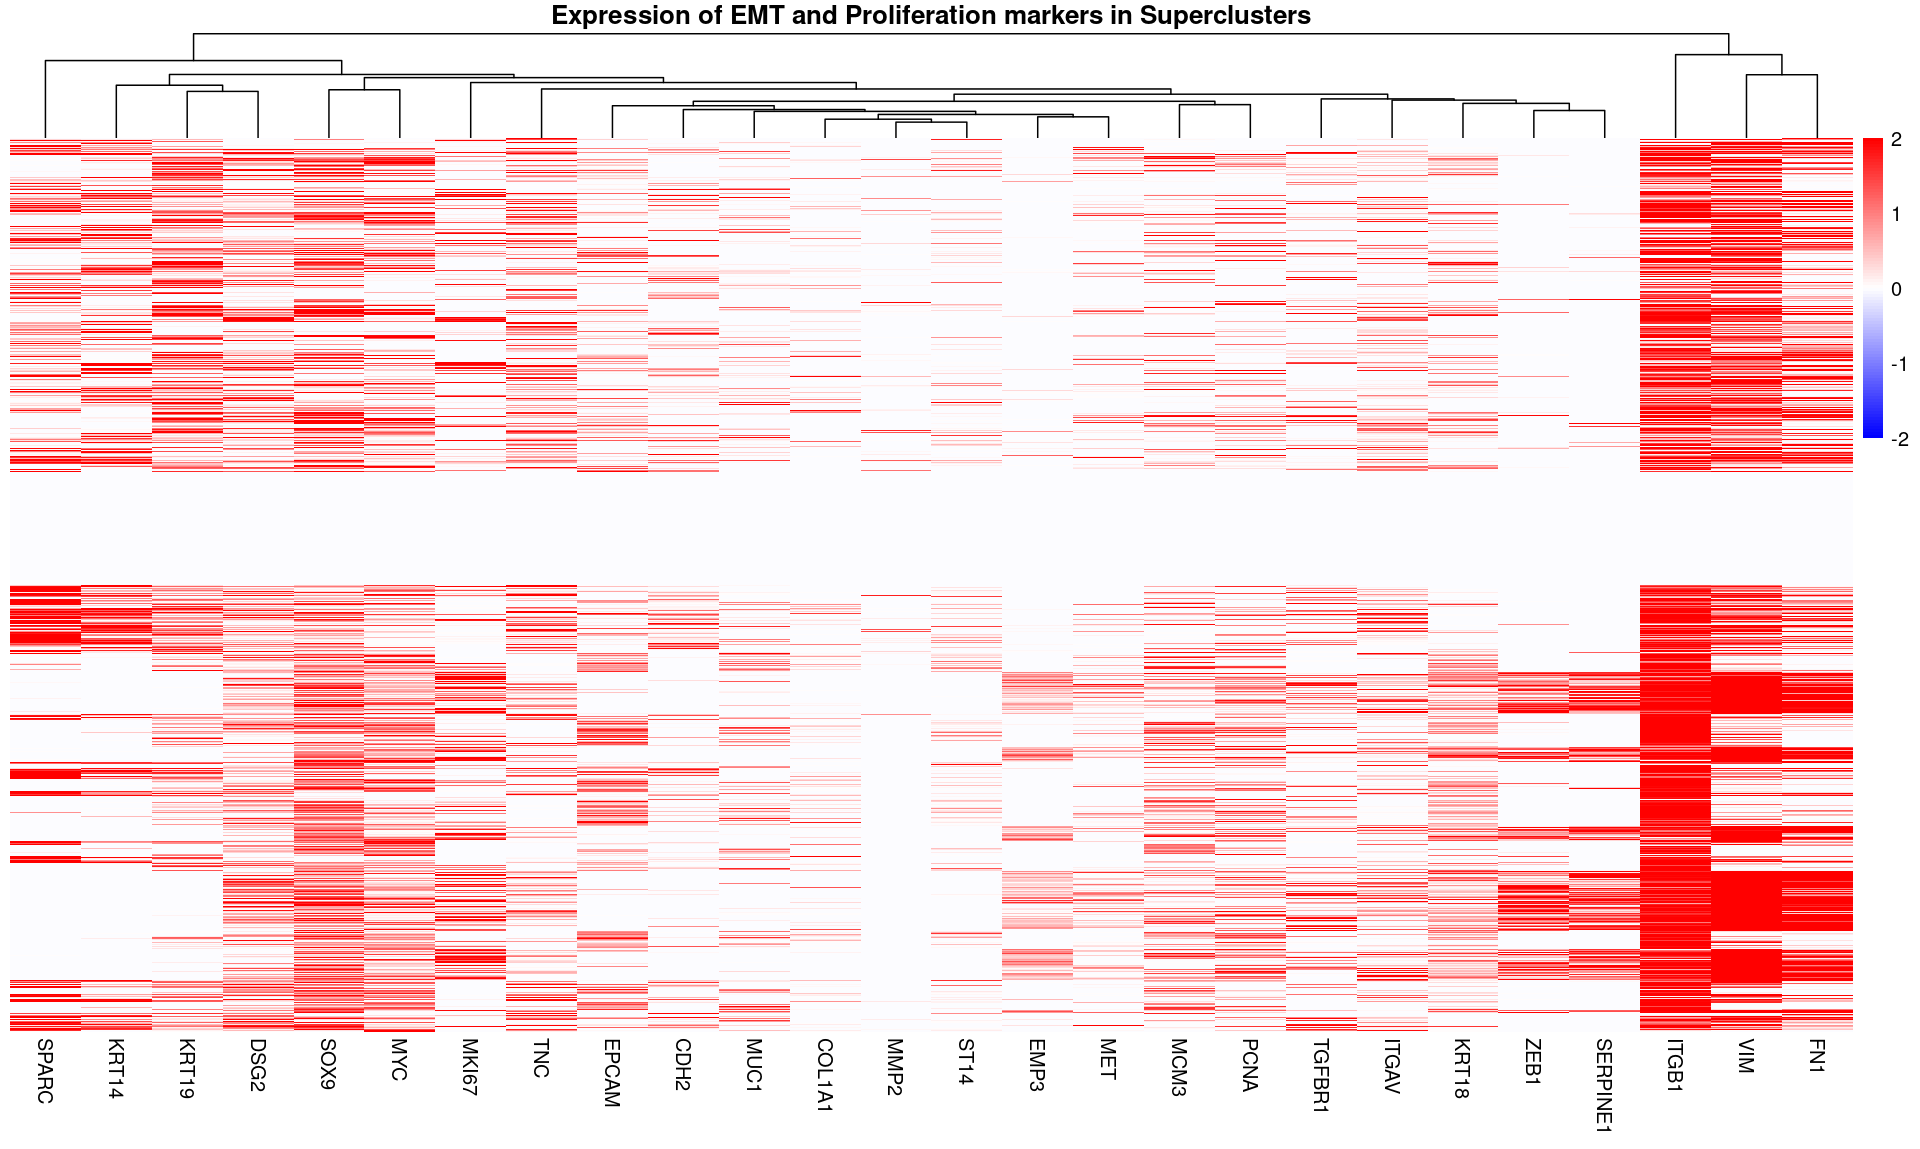 Expression of EMT and Proliferation markers in Superclusters
2
1
0
-1
-2
SPARC
KRT14
KRT19
DSG2
SOX9
MYC
MKI67
TNC
EPCAM
CDH2
MUC1
COL1A1
MMP2
ST14
EMP3
MET
MCM3
PCNA
TGFBR1
ITGAV
KRT18
ZEB1
SERPINE1
ITGB1
VIM
FN1